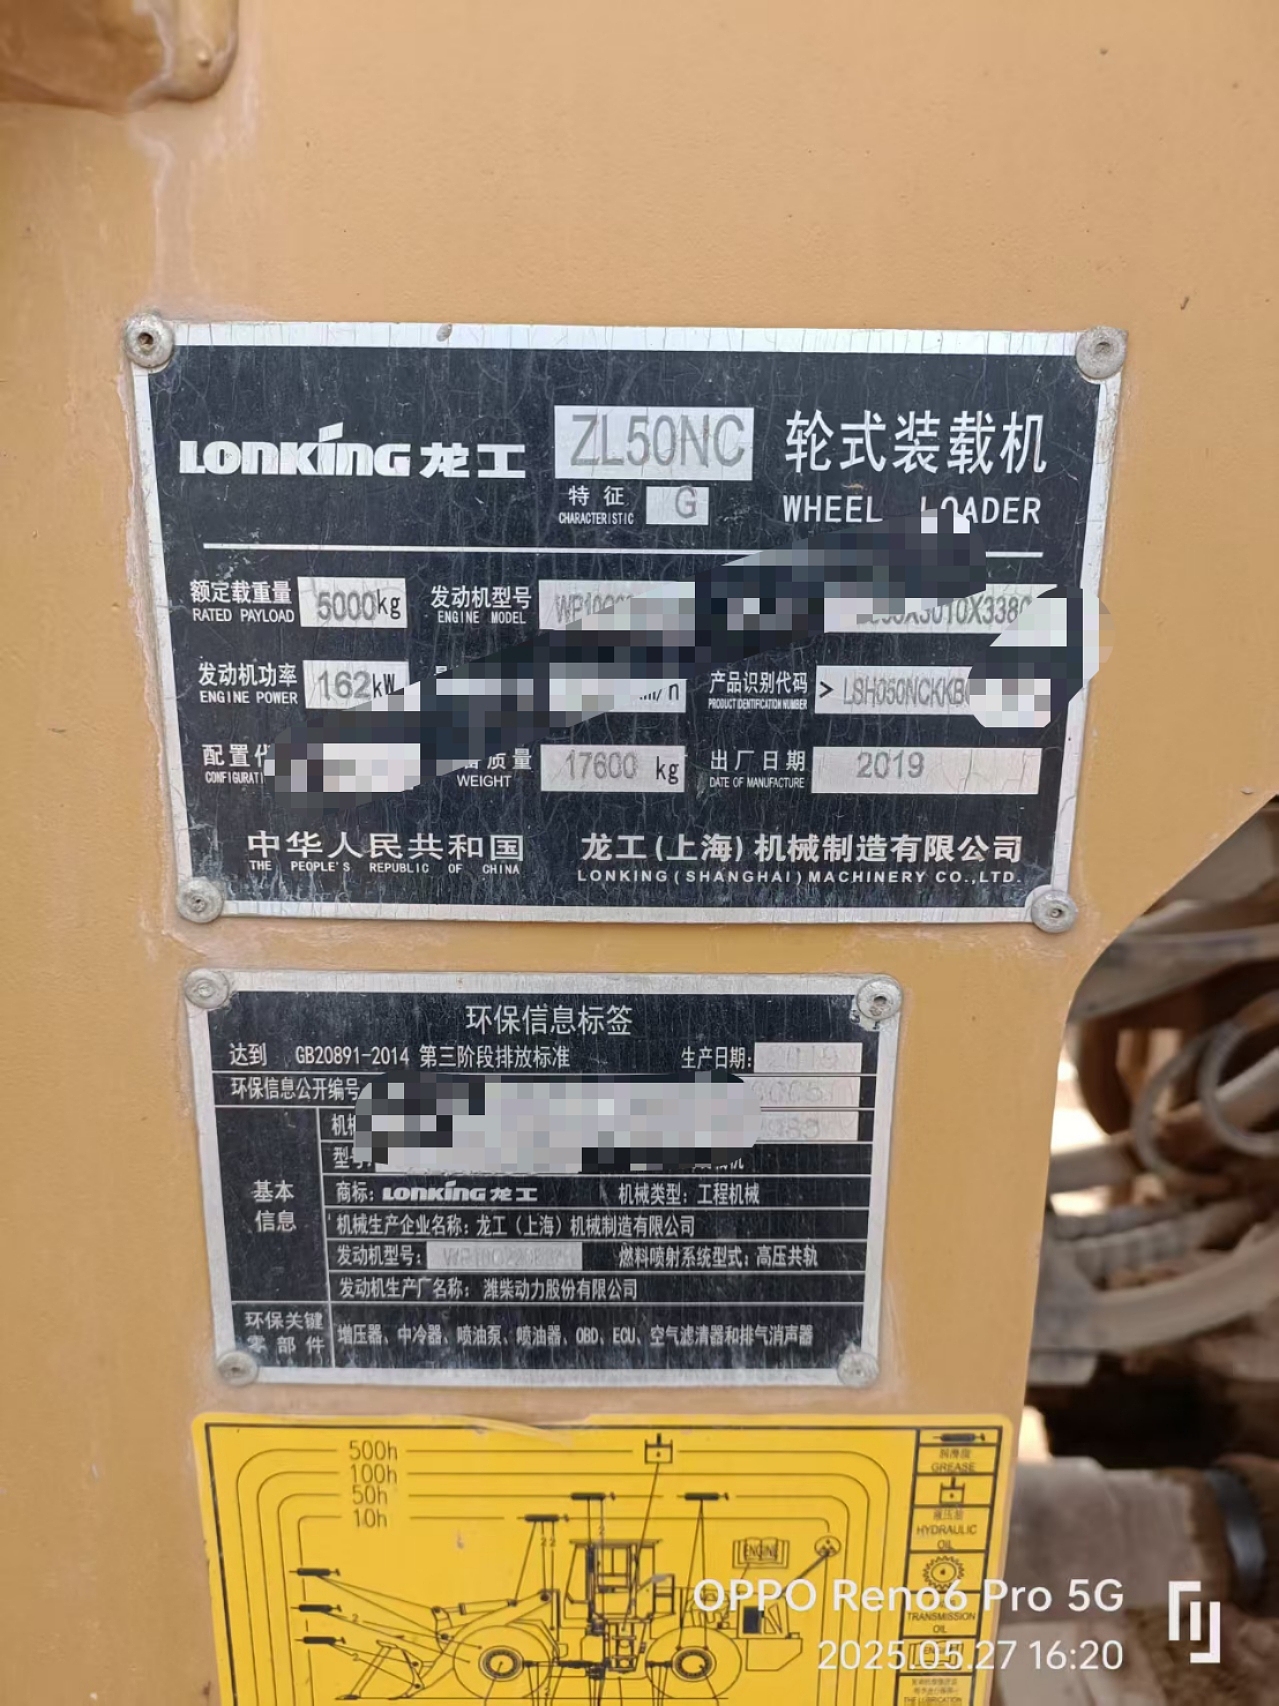 LONKING 龙工 ZL50NC 轮式装载机
特征 G
CHARACTERISTIC
WHEEL LOADER
额定载重量 5000kg 发动机型号
RATED PAYLOAD ENGINE MODEL
发动机功率 162kW 产品识别代码 >
ENGINE POWER PRODUCT IDENTIFICATION NUMBER
配置 质量 17600 kg 出厂日期 2019
WEIGHT DATE OF MANUFACTURE
中华人民共和国 龙工(上海)机械制造有限公司
THE PEOPLE'S REPUBLIC OF CHINA LONKING(SHANGHAI)MACHINERY CO.,LTD.
环保信息标签
达到 GB20891-2014 第三阶段排放标准 生产日期: 2019
环保信息公开编号
基本信息
商标: LONKING 龙工 机械类型: 工程机械
机械生产企业名称: 龙工(上海)机械制造有限公司
发动机型号: 燃料喷射系统型式: 高压共轨
发动机生产厂名称: 潍柴动力股份有限公司
环保关键零部件 增压器、中冷器、喷油泵、喷油器、OBD、ECU、空气滤清器和排气消声器
500h
100h
50h
10h
GREASE
液压油
HYDRAULIC OIL
ENGINE
TRANSMISSION OIL
OPPO Reno6 Pro 5G
2025.05.27 16:20